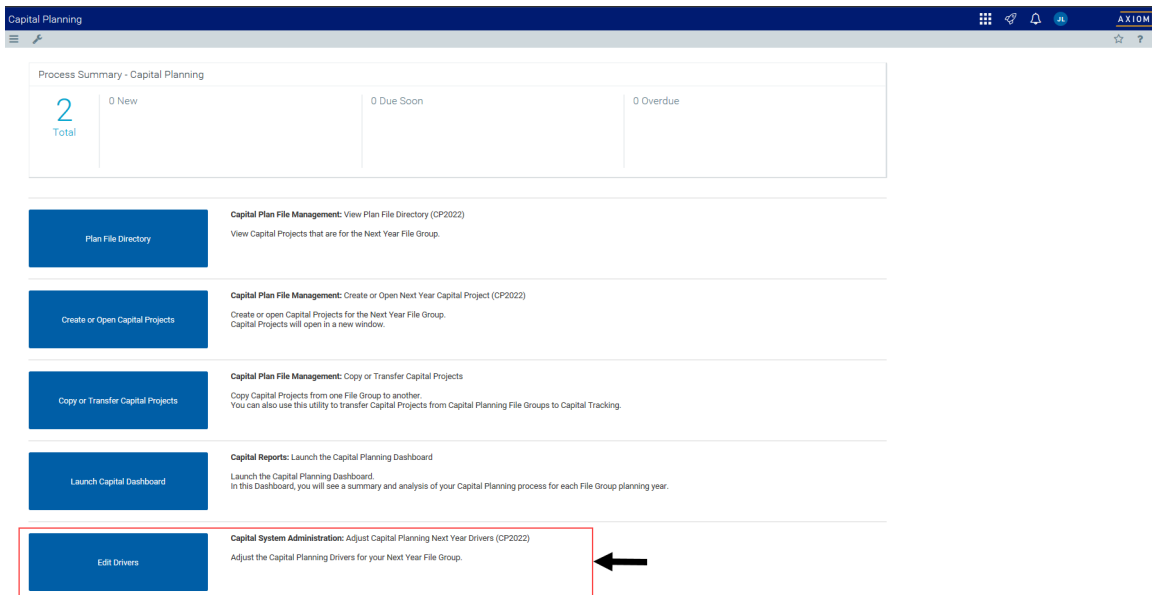 Capital Planning
JL
AXIOM
?
Process Summary - Capital Planning
2
Total
0 New
0 Due Soon
0 Overdue
Plan File Directory
Capital Plan File Management: View Plan File Directory (CP2022)
View Capital Projects that are for the Next Year File Group.
Create or Open Capital Projects
Capital Plan File Management: Create or Open Next Year Capital Project (CP2022)
Create or open Capital Projects for the Next Year File Group.
Capital Projects will open in a new window.
Copy or Transfer Capital Projects
Capital Plan File Management: Copy or Transfer Capital Projects
Copy Capital Projects from one File Group to another.
You can also use this utility to transfer Capital Projects from Capital Planning File Groups to Capital Tracking.
Launch Capital Dashboard
Capital Reports: Launch the Capital Planning Dashboard
Launch the Capital Planning Dashboard.
In this Dashboard, you will see a summary and analysis of your Capital Planning process for each File Group planning year.
Edit Drivers
Capital System Administration: Adjust Capital Planning Next Year Drivers (CP2022)
Adjust the Capital Planning Drivers for your Next Year File Group.